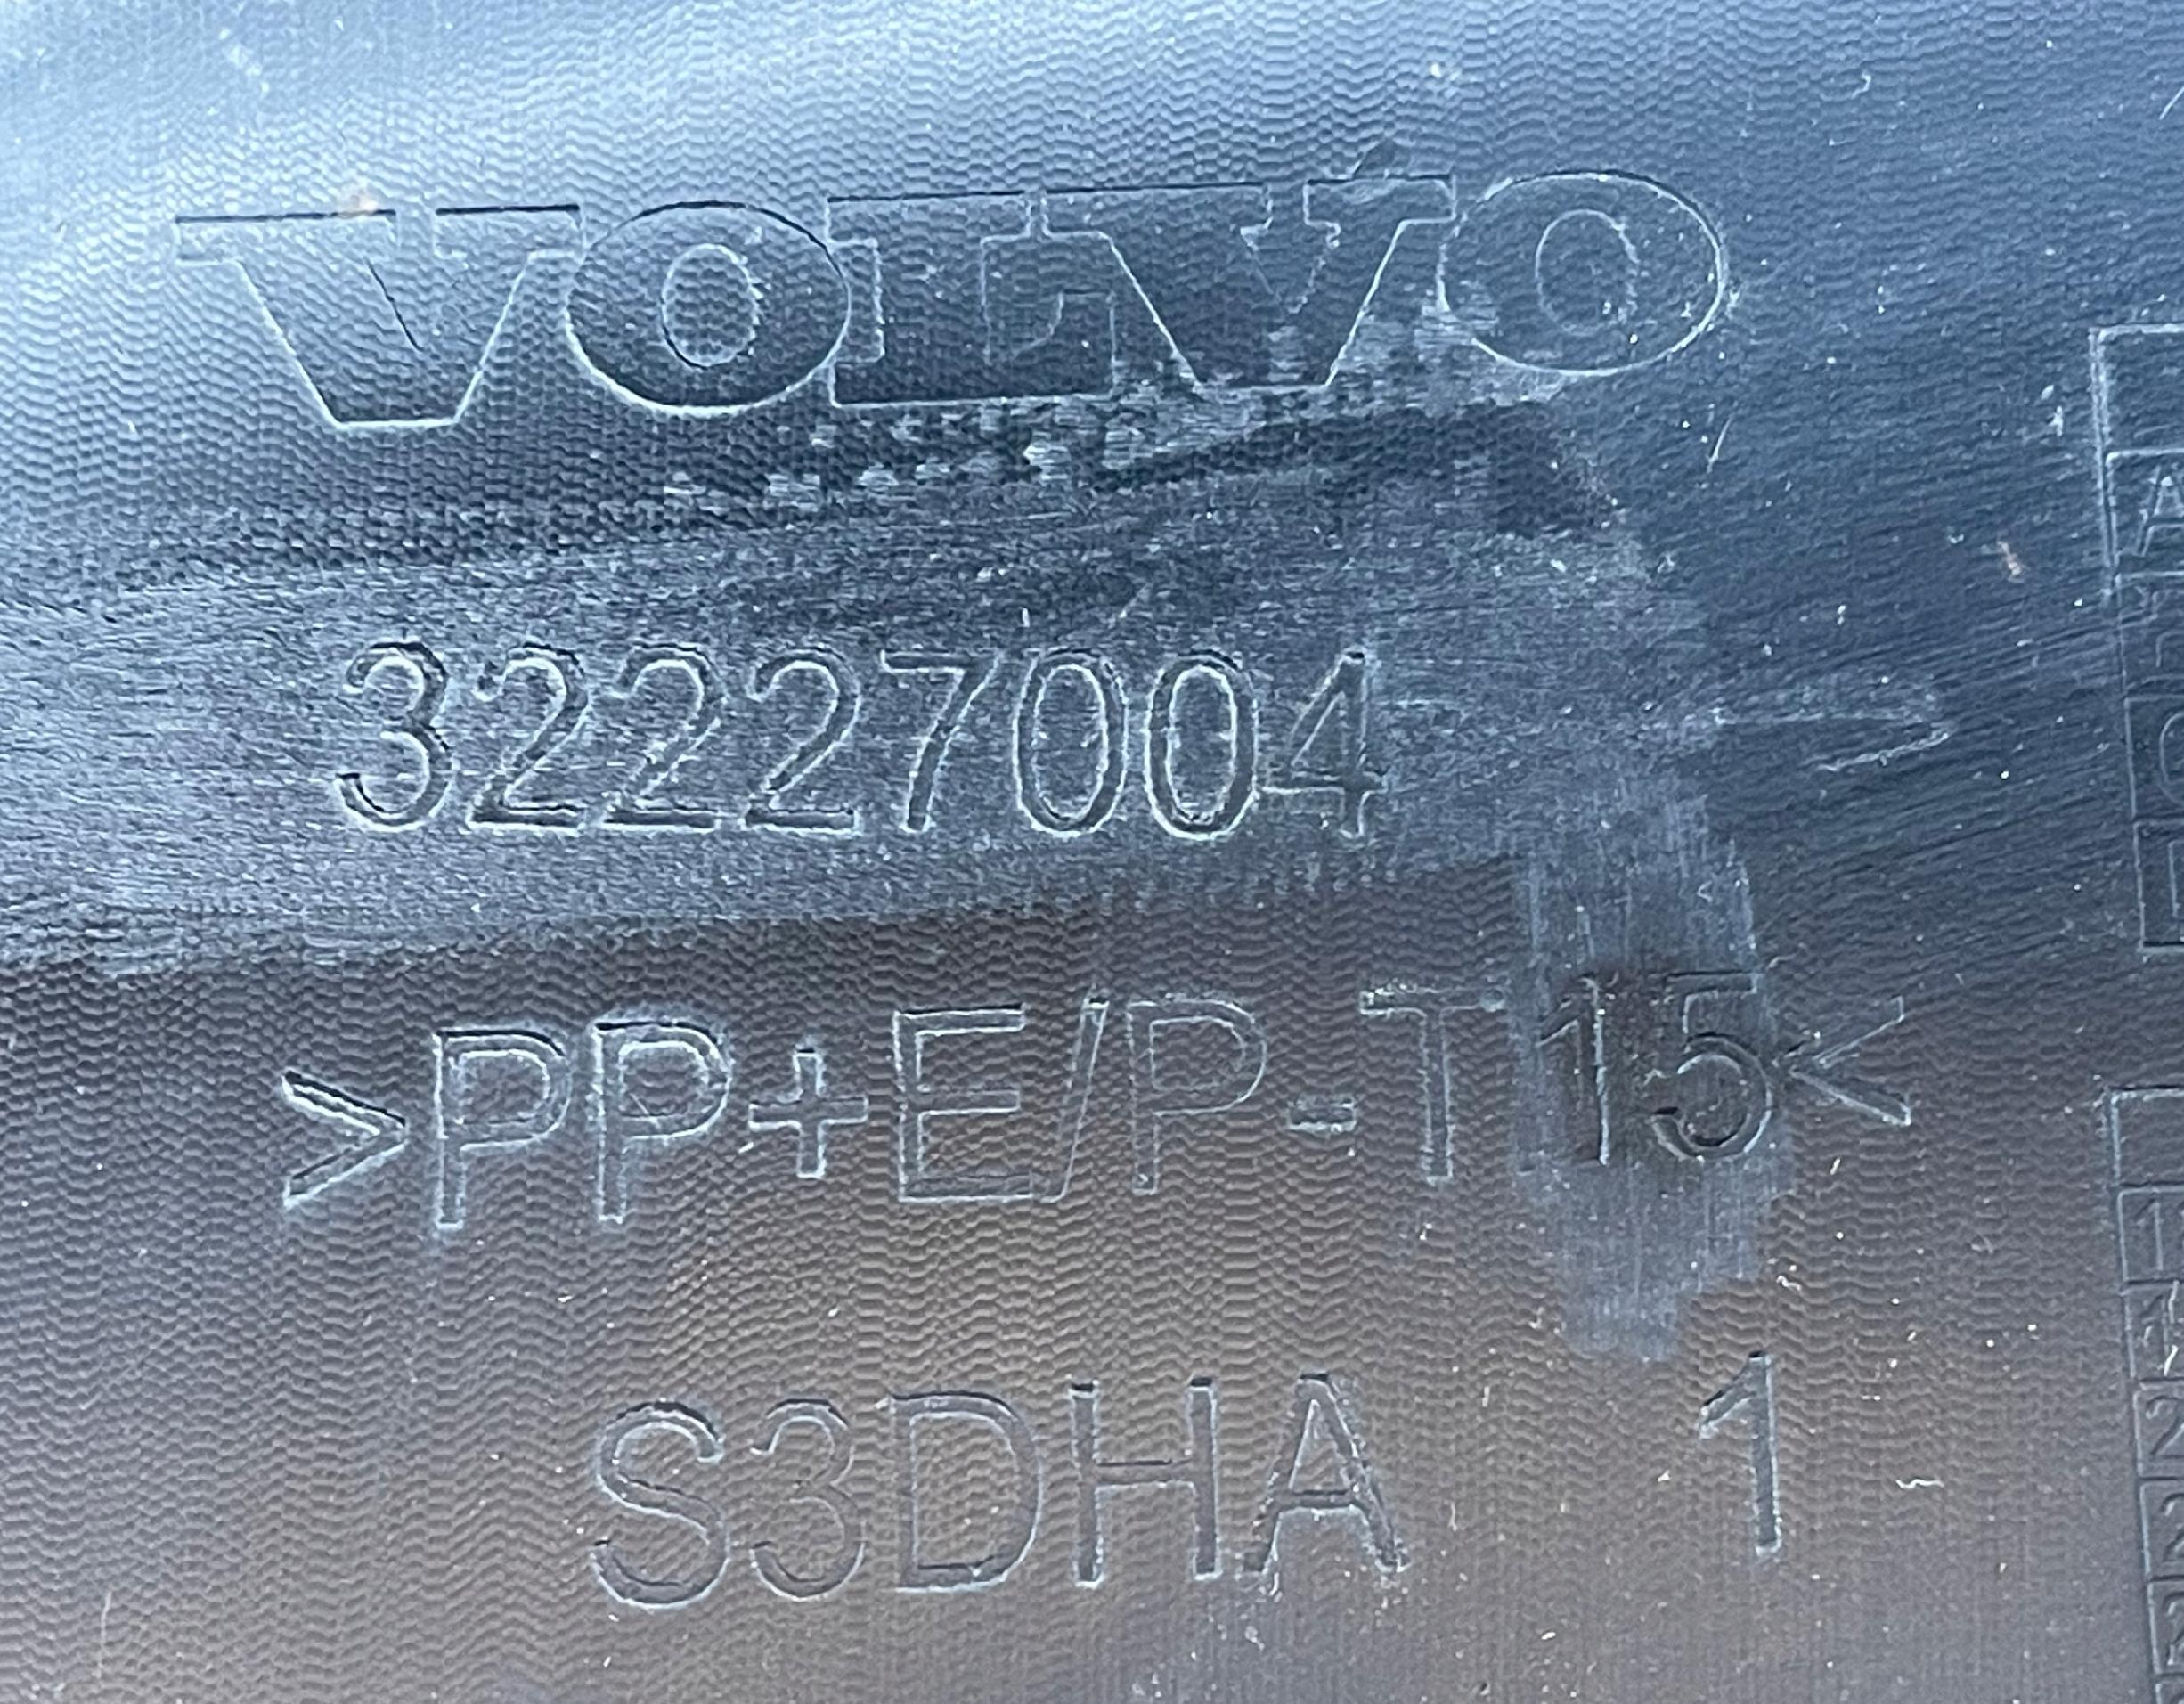 VOLVO
32227004
>PP+E/P-T15<
S3DHA 1